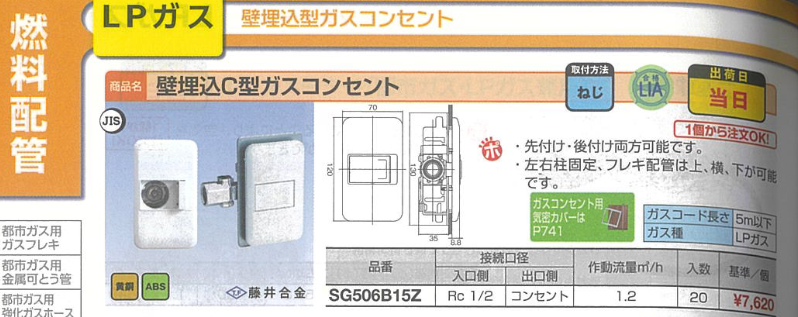 燃料配管
LPガス
壁埋込型ガスコンセント
商品名 壁埋込C型ガスコンセント
取付方法
ねじ
合格
LIA
出荷日
当日
1個から注文OK!
JIS
70
120
130
35
8.8
ホ
・先付け・後付け両方可能です。
・左右柱固定、フレキ配管は上、横、下が可能
です。
ガスコンセント用
気密カバーは
P741
ガスコード長さ 5m以下
ガス種 LPガス
黄銅 ABS
藤井合金
品番 接続口径 作動流量㎥/h 入数 基準/個
入口側 出口側
SG506B15Z Rc 1/2 コンセント 1.2 20 ¥7,620
都市ガス用
ガスフレキ
都市ガス用
金属可とう管
都市ガス用
強化ガスホース